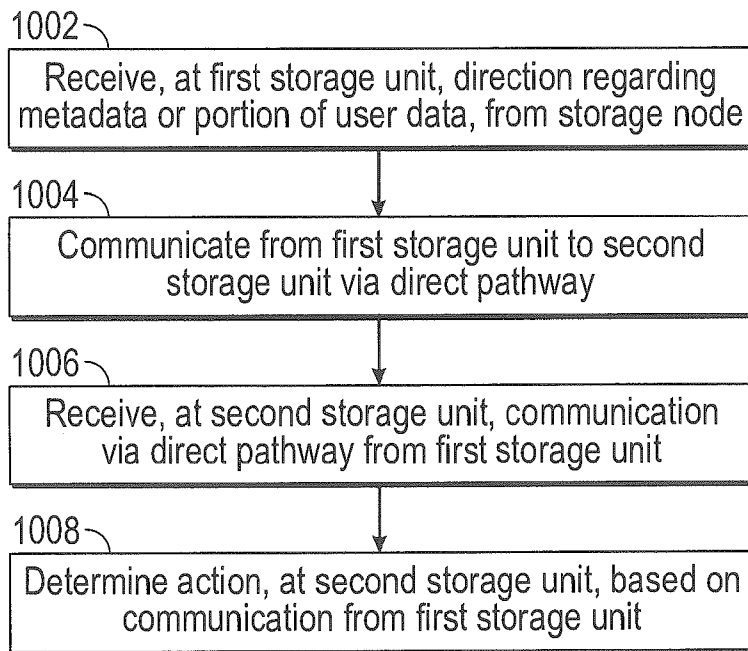 1002
Receive, at first storage unit, direction regarding
metadata or portion of user data, from storage node
1004
Communicate from first storage unit to second
storage unit via direct pathway
1006
Receive, at second storage unit, communication
via direct pathway from first storage unit
1008
Determine action, at second storage unit, based on
communication from first storage unit